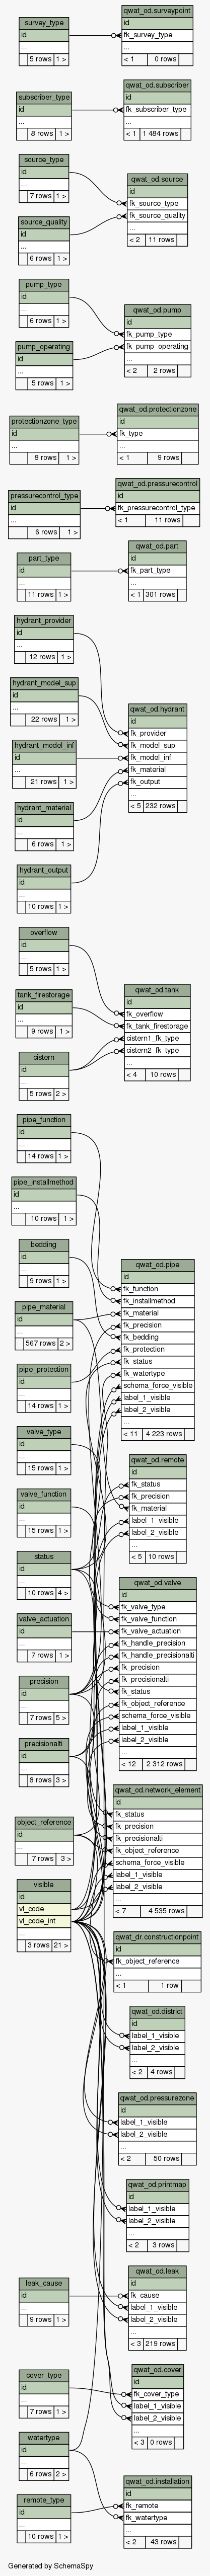 survey_type
id
...
5 rows 1 >
qwat_od.surveypoint
id
fk_survey_type
...
< 1 0 rows
subscriber_type
id
...
8 rows 1 >
qwat_od.subscriber
id
fk_subscriber_type
...
< 1 1 484 rows
source_type
id
...
7 rows 1 >
source_quality
id
...
6 rows 1 >
qwat_od.source
id
fk_source_type
fk_source_quality
...
< 2 11 rows
pump_type
id
...
6 rows 1 >
pump_operating
id
...
5 rows 1 >
qwat_od.pump
id
fk_pump_type
fk_pump_operating
...
< 2 2 rows
protectionzone_type
id
...
8 rows 1 >
qwat_od.protectionzone
id
fk_type
...
< 1 9 rows
pressurecontrol_type
id
...
6 rows 1 >
qwat_od.pressurecontrol
id
fk_pressurecontrol_type
< 1 11 rows
part_type
id
...
11 rows 1 >
qwat_od.part
id
fk_part_type
...
< 1 301 rows
hydrant_provider
id
...
12 rows 1 >
hydrant_model_sup
id
...
22 rows 1 >
hydrant_model_inf
id
...
21 rows 1 >
hydrant_material
id
...
6 rows 1 >
hydrant_output
id
...
10 rows 1 >
qwat_od.hydrant
id
fk_provider
fk_model_sup
fk_model_inf
fk_material
fk_output
...
< 5 232 rows
overflow
id
...
5 rows 1 >
tank_firestorage
id
...
9 rows 1 >
cistern
id
...
5 rows 2 >
qwat_od.tank
id
fk_overflow
fk_tank_firestorage
cistern1_fk_type
cistern2_fk_type
...
< 4 10 rows
pipe_function
id
...
14 rows 1 >
pipe_installmethod
id
...
10 rows 1 >
bedding
id
...
9 rows 1 >
pipe_material
id
...
567 rows 2 >
pipe_protection
id
...
14 rows 1 >
qwat_od.pipe
id
fk_function
fk_installmethod
fk_material
fk_precision
fk_bedding
fk_protection
fk_status
fk_watertype
schema_force_visible
label_1_visible
label_2_visible
...
< 11 4 223 rows
valve_type
id
...
15 rows 1 >
valve_function
id
...
15 rows 1 >
qwat_od.remote
id
fk_status
fk_precision
fk_material
label_1_visible
label_2_visible
...
< 5 10 rows
status
id
...
10 rows 4 >
valve_actuation
id
...
7 rows 1 >
precision
id
...
7 rows 5 >
precisionalti
id
...
8 rows 3 >
qwat_od.valve
id
fk_valve_type
fk_valve_function
fk_valve_actuation
fk_handle_precision
fk_handle_precisionalti
fk_precision
fk_precisionalti
fk_status
fk_object_reference
schema_force_visible
label_1_visible
label_2_visible
...
< 12 2 312 rows
object_reference
id
...
7 rows 3 >
qwat_od.network_element
id
fk_status
fk_precision
fk_precisionalti
fk_object_reference
schema_force_visible
label_1_visible
label_2_visible
...
< 7 4 535 rows
visible
id
vl_code
vl_code_int
...
3 rows 21 >
qwat_dr.constructionpoint
id
fk_object_reference
...
< 1 1 row
qwat_od.district
id
label_1_visible
label_2_visible
...
< 2 4 rows
qwat_od.pressurezone
id
label_1_visible
label_2_visible
...
< 2 50 rows
qwat_od.printmap
id
label_1_visible
label_2_visible
...
< 2 3 rows
leak_cause
id
...
9 rows 1 >
qwat_od.leak
id
fk_cause
label_1_visible
label_2_visible
...
< 3 219 rows
cover_type
id
...
7 rows 1 >
qwat_od.cover
id
fk_cover_type
label_1_visible
label_2_visible
...
< 3 0 rows
watertype
id
...
6 rows 2 >
remote_type
id
...
10 rows 1 >
qwat_od.installation
id
fk_remote
fk_watertype
...
< 2 43 rows
Generated by SchemaSpy